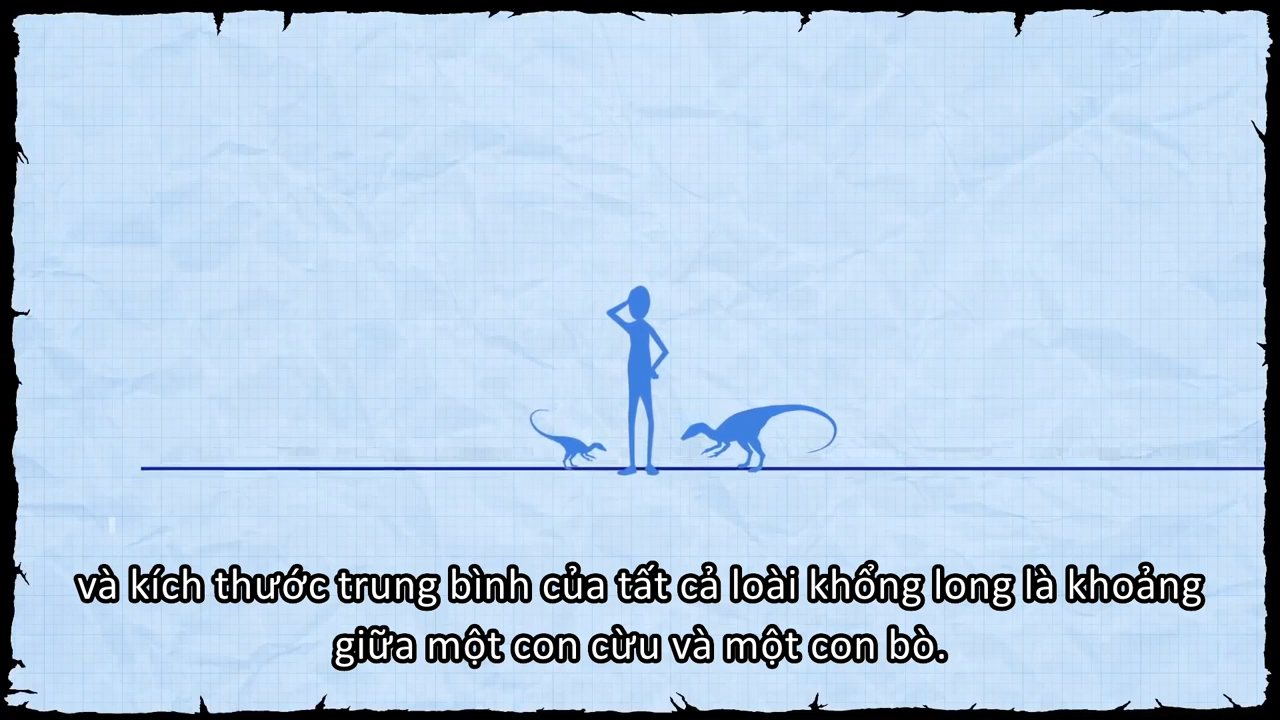 và kích thước trung bình của tất cả loài khổng long là khoảng
giữa một con cừu và một con bò.